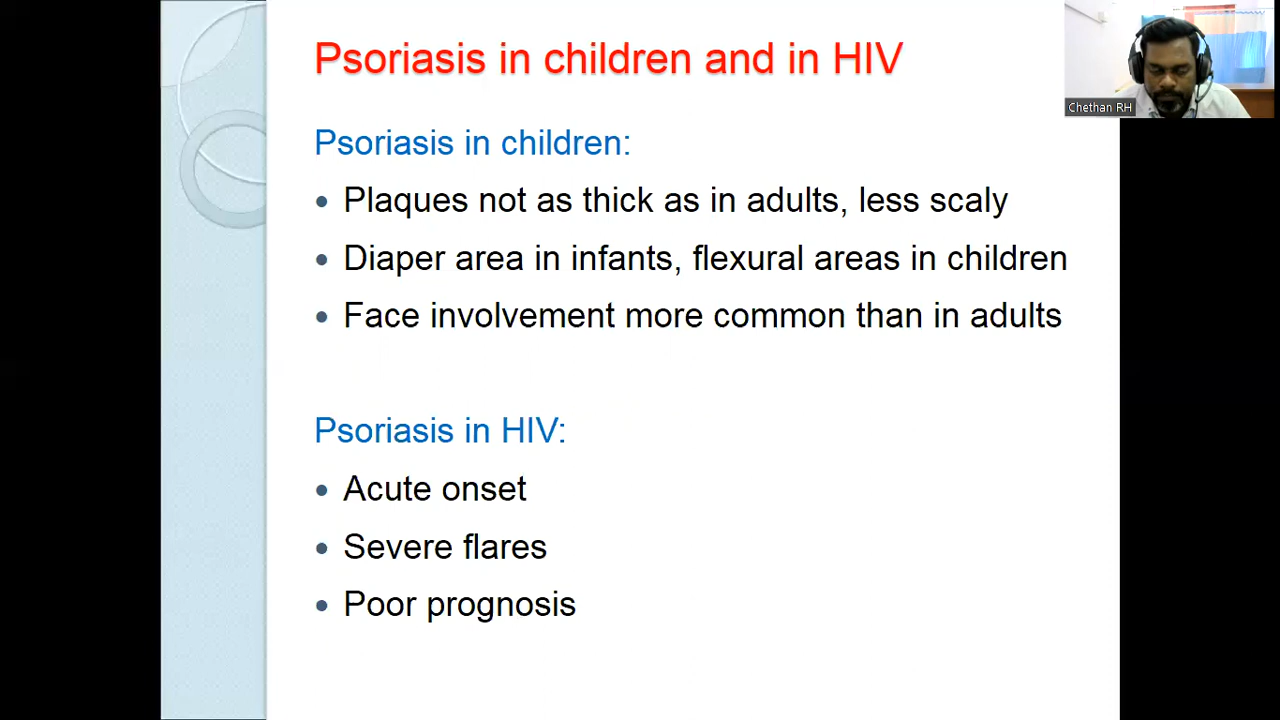 Psoriasis in children and in HIV
Chethan RH
Psoriasis in children:
Plaques not as thick as in adults, less scaly
Diaper area in infants, flexural areas in children
Face involvement more common than in adults
Psoriasis in HIV:
Acute onset
Severe flares
Poor prognosis